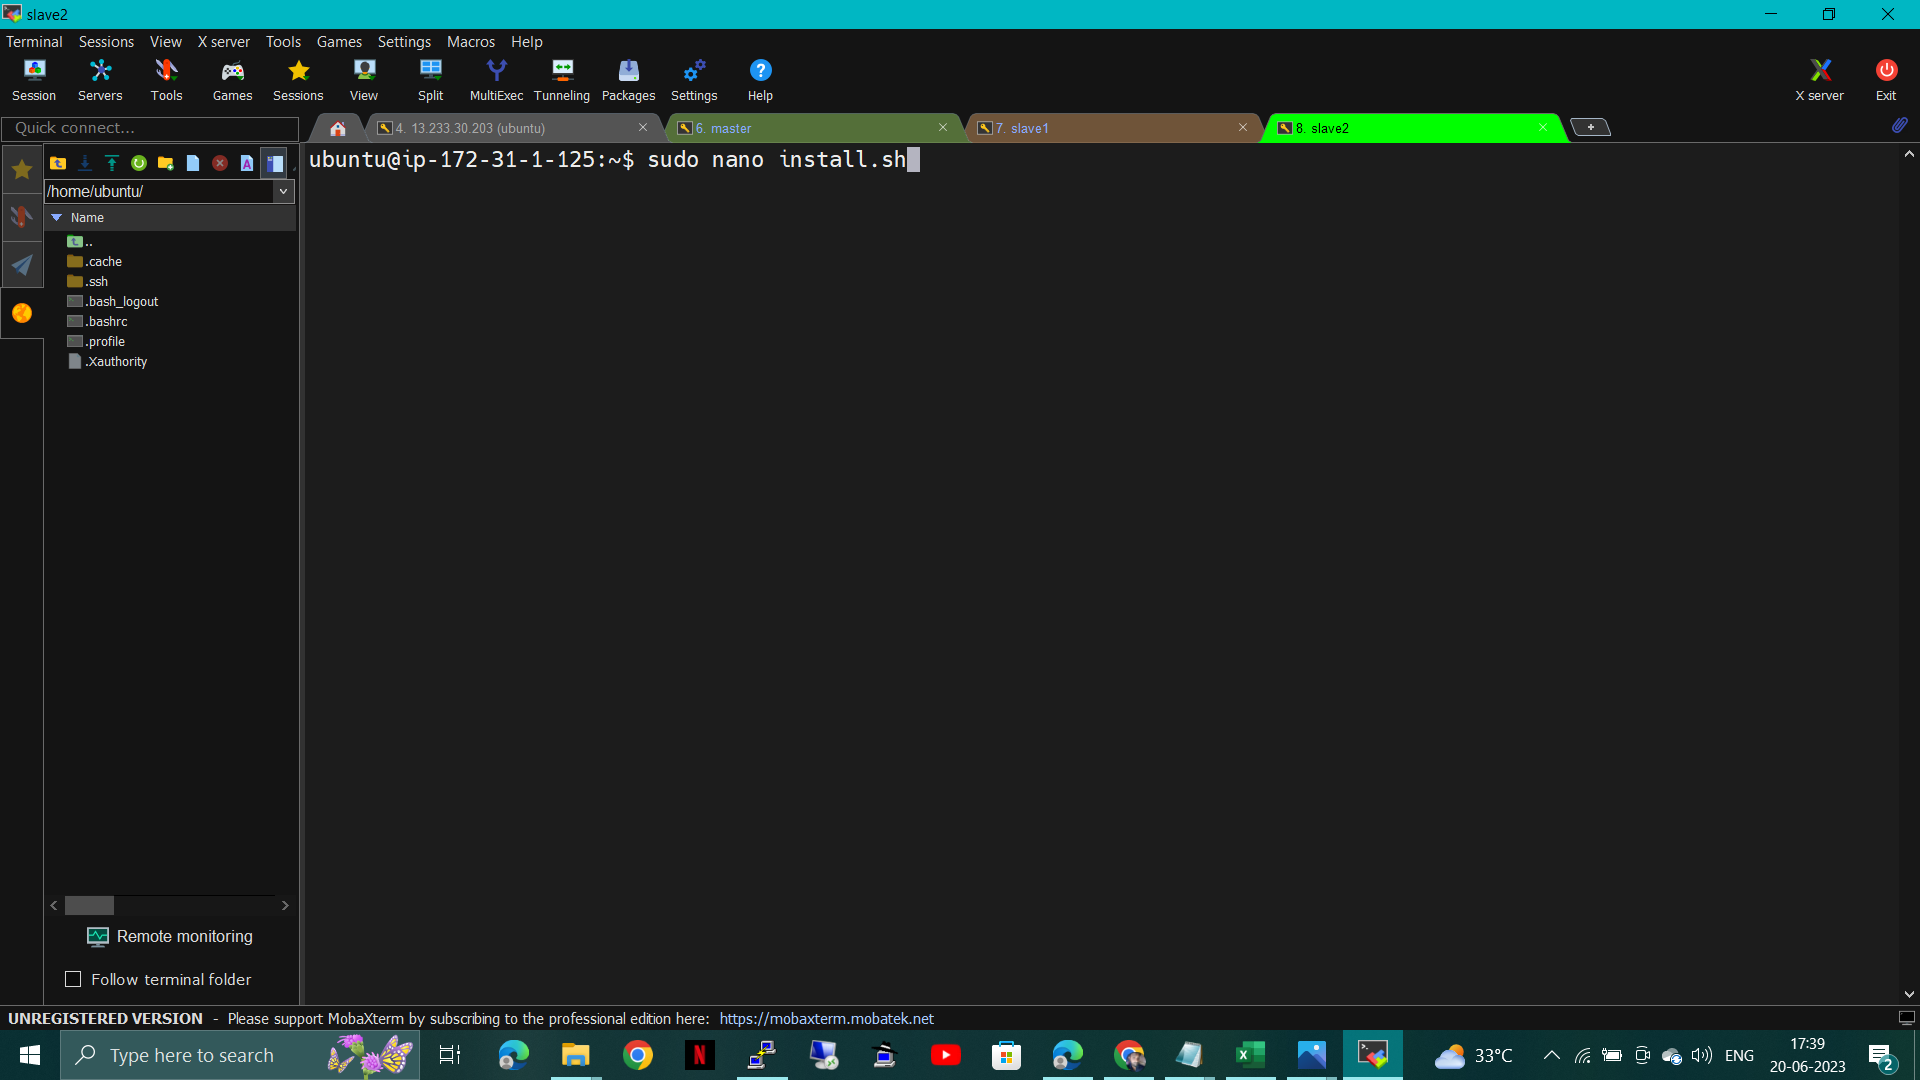 slave2
Terminal Sessions View X server Tools Games Settings Macros Help
Session Servers Tools Games Sessions View Split MultiExec Tunneling Packages Settings Help X server Exit
Quick connect...
4. 13.233.30.203 (ubuntu) 6. master 7. slave1 8. slave2
/home/ubuntu/
ubuntu@ip-172-31-1-125:~$ sudo nano install.sh
Name
..
.cache
.ssh
.bash_logout
.bashrc
.profile
.Xauthority
Remote monitoring
Follow terminal folder
UNREGISTERED VERSION - Please support MobaXterm by subscribing to the professional edition here: https://mobaxterm.mobatek.net
Type here to search
33°C
ENG
17:39
20-06-2023
2